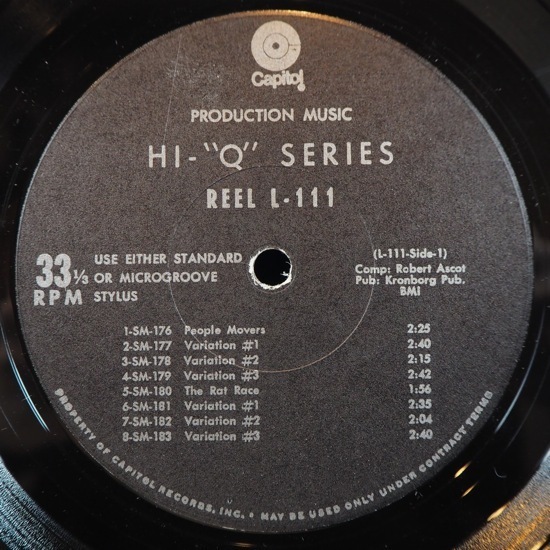 Capitol
PRODUCTION MUSIC
HI-"Q" SERIES
REEL L-111
33 1/3 RPM
USE EITHER STANDARD
OR MICROGROOVE
STYLUS
(L-111-Side-1)
Comp: Robert Ascot
Pub: Kronborg Pub.
BMI
1-SM-176 People Movers 2:25
2-SM-177 Variation #1 2:40
3-SM-178 Variation #2 2:15
4-SM-179 Variation #3 2:42
5-SM-180 The Rat Race 1:56
6-SM-181 Variation #1 2:35
7-SM-182 Variation #2 2:04
8-SM-183 Variation #3 2:40
PROPERTY OF CAPITOL RECORDS, INC. • MAY BE USED ONLY UNDER CONTRACT TERMS